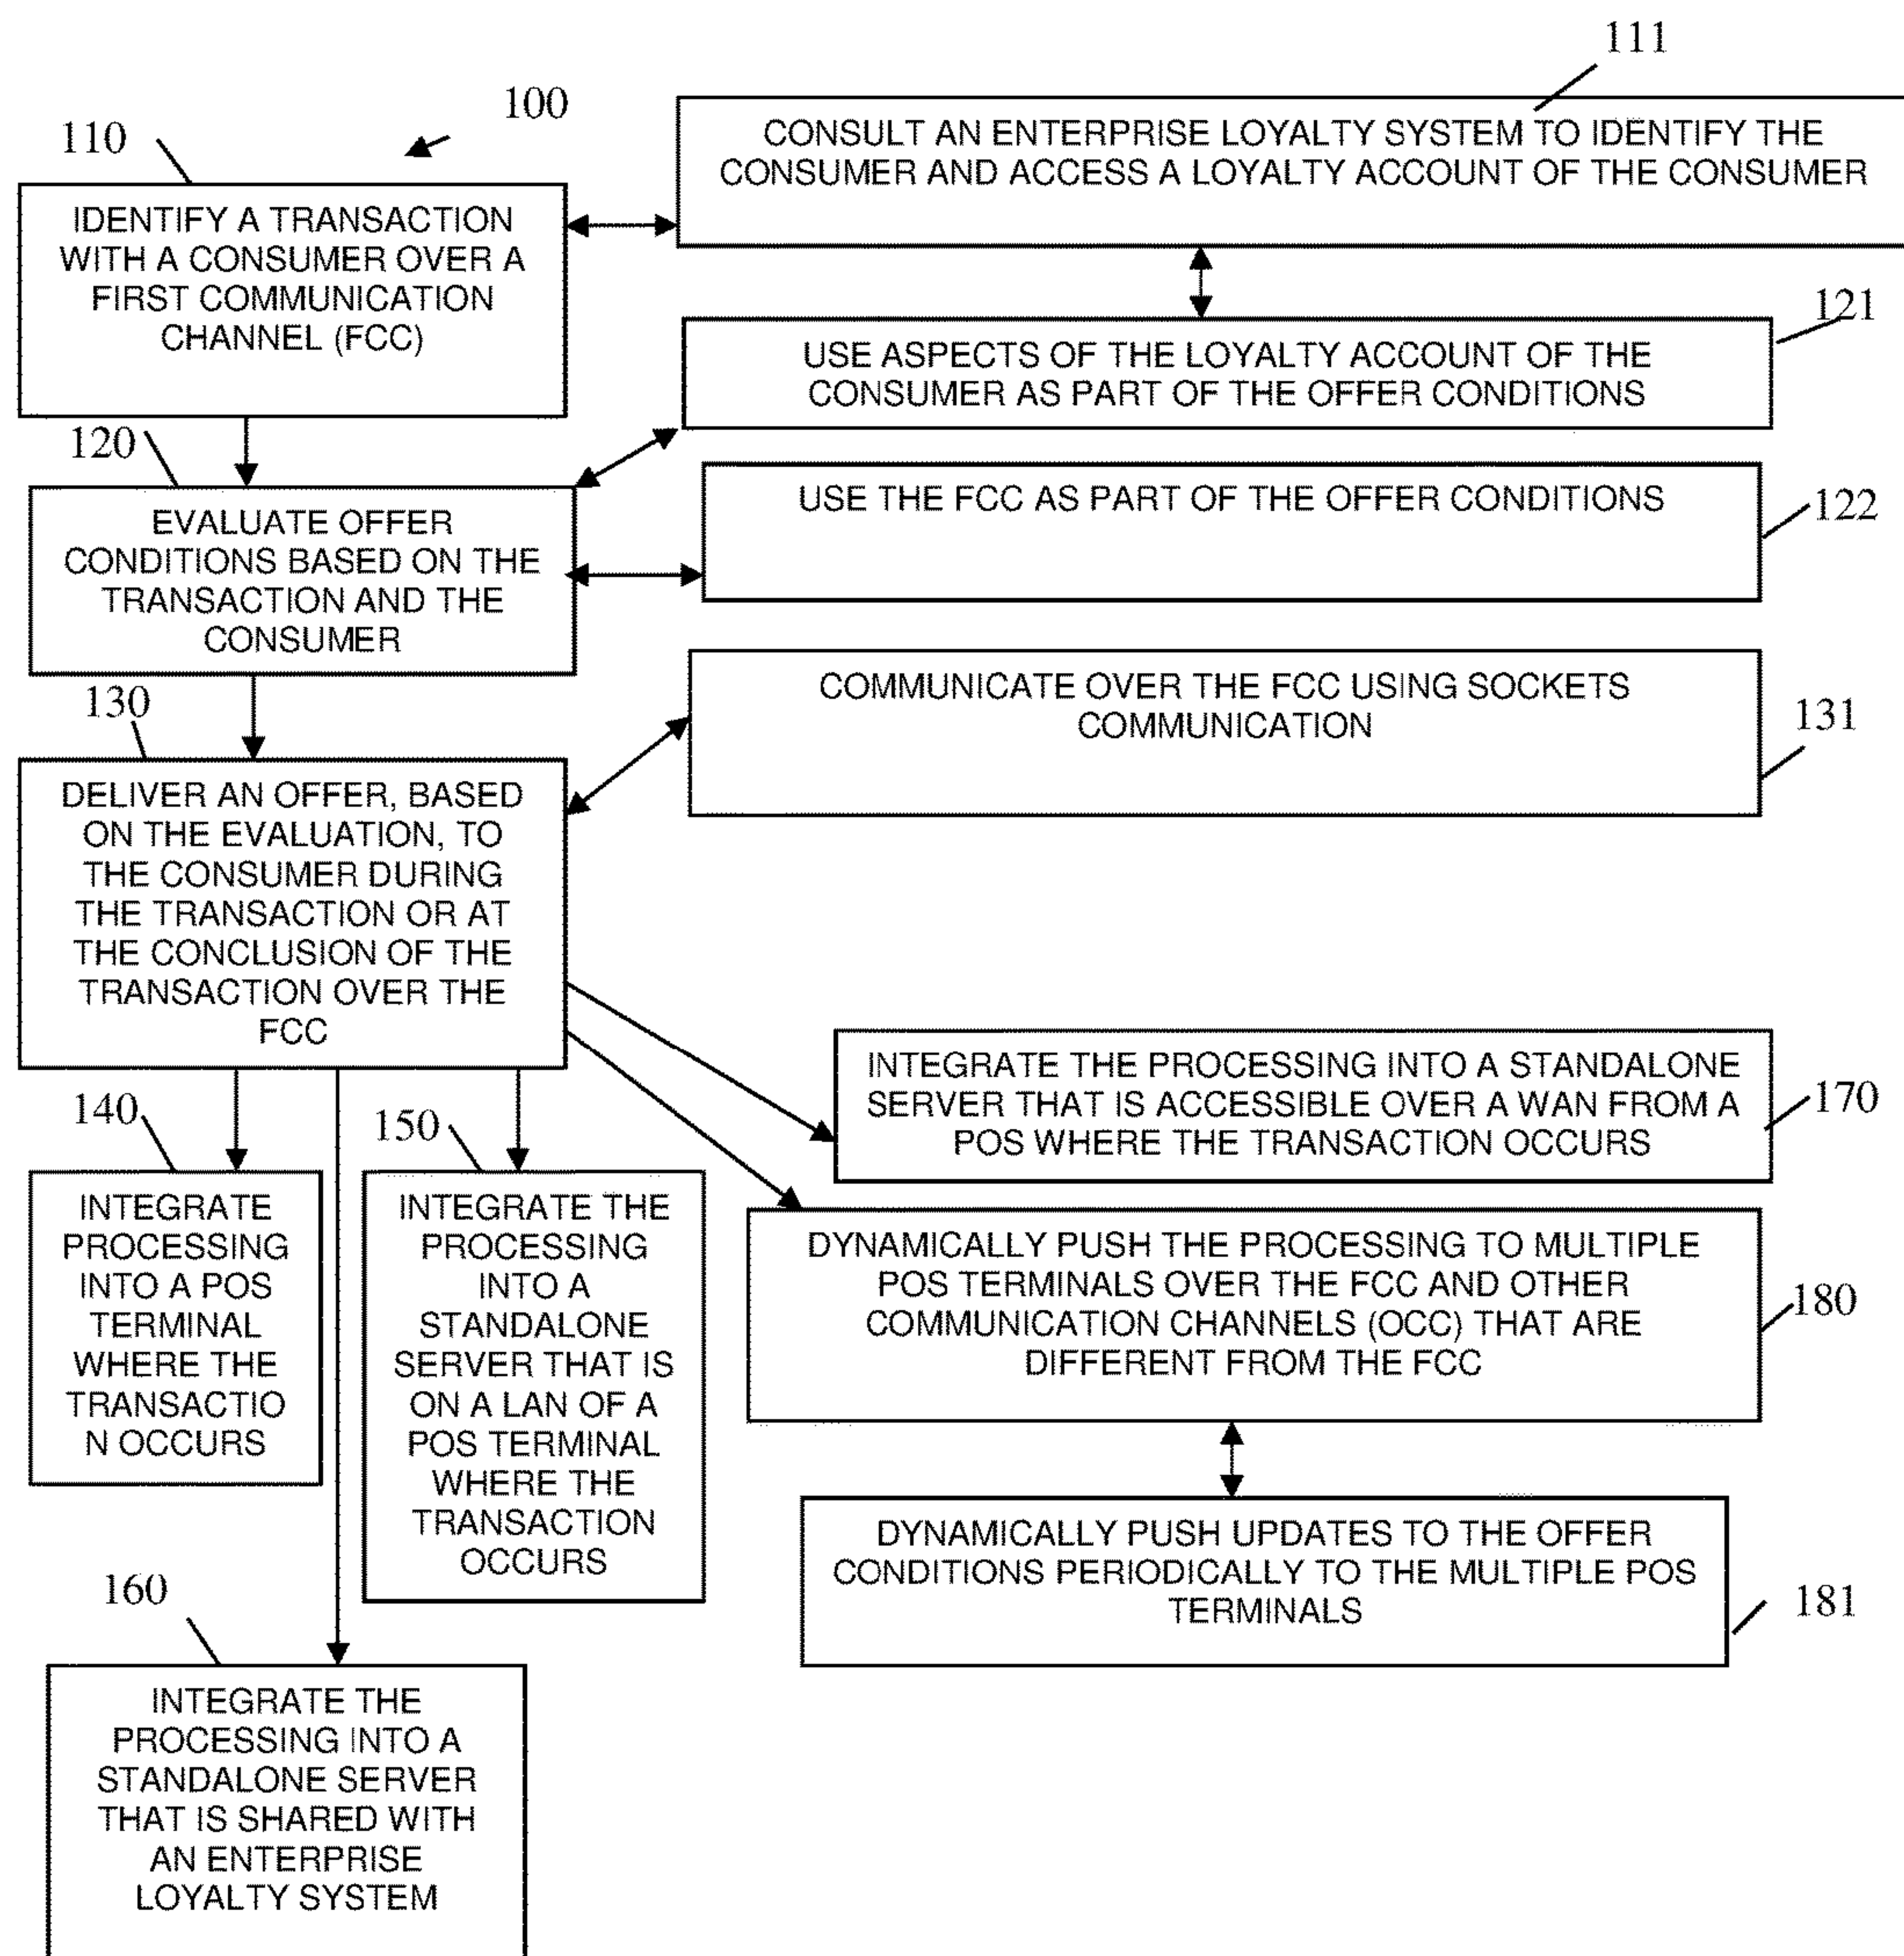 111
100
CONSULT AN ENTERPRISE LOYALTY SYSTEM TO IDENTIFY THE
CONSUMER AND ACCESS A LOYALTY ACCOUNT OF THE CONSUMER
110
IDENTIFY A TRANSACTION
WITH A CONSUMER OVER A
FIRST COMMUNICATION
CHANNEL (FCC)
121
USE ASPECTS OF THE LOYALTY ACCOUNT OF THE
CONSUMER AS PART OF THE OFFER CONDITIONS
120
EVALUATE OFFER
CONDITIONS BASED ON THE
TRANSACTION AND THE
CONSUMER
USE THE FCC AS PART OF THE OFFER CONDITIONS
122
COMMUNICATE OVER THE FCC USING SOCKETS
COMMUNICATION
131
130
DELIVER AN OFFER, BASED
ON THE EVALUATION, TO
THE CONSUMER DURING
THE TRANSACTION OR AT
THE CONCLUSION OF THE
TRANSACTION OVER THE
FCC
INTEGRATE THE PROCESSING INTO A STANDALONE
SERVER THAT IS ACCESSIBLE OVER A WAN FROM A
POS WHERE THE TRANSACTION OCCURS
170
140
INTEGRATE
PROCESSING
INTO A POS
TERMINAL
WHERE THE
TRANSACTIO
N OCCURS
150
INTEGRATE THE
PROCESSING
INTO A
STANDALONE
SERVER THAT IS
ON A LAN OF A
POS TERMINAL
WHERE THE
TRANSACTION
OCCURS
DYNAMICALLY PUSH THE PROCESSING TO MULTIPLE
POS TERMINALS OVER THE FCC AND OTHER
COMMUNICATION CHANNELS (OCC) THAT ARE
DIFFERENT FROM THE FCC
180
DYNAMICALLY PUSH UPDATES TO THE OFFER
CONDITIONS PERIODICALLY TO THE MULTIPLE POS
TERMINALS
181
160
INTEGRATE THE
PROCESSING INTO A
STANDALONE SERVER
THAT IS SHARED WITH
AN ENTERPRISE
LOYALTY SYSTEM